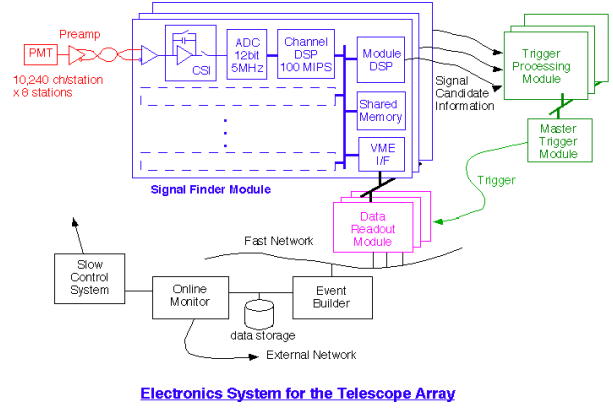 Preamp
PMT
10,240 ch/station
x 8 stations
CSI
ADC
12bit
5MHz
Channel
DSP
100 MIPS
Module
DSP
Shared
Memory
VME
I/F
Signal Finder Module
Signal
Candidate
Information
Trigger
Processing
Module
Master
Trigger
Module
Trigger
Data
Readout
Module
Fast Network
Slow
Control
System
Online
Monitor
Event
Builder
data storage
External Network
Electronics System for the Telescope Array